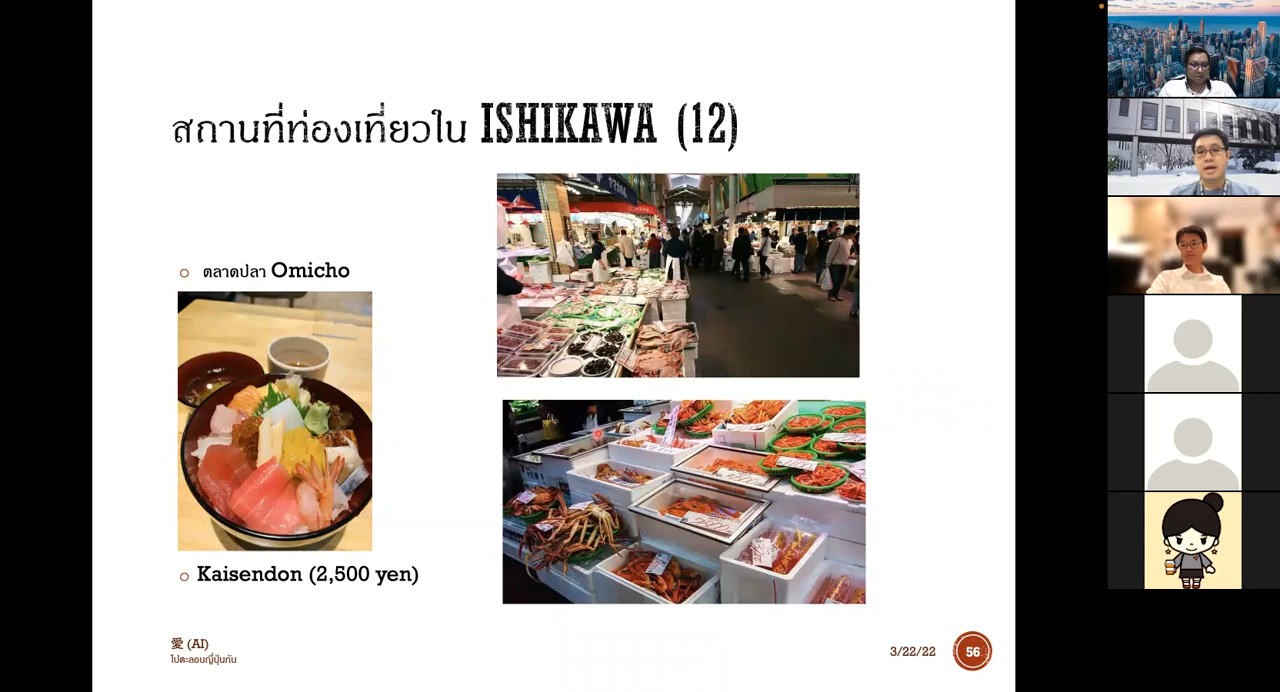 สถานที่ท่องเที่ยวใน ISHIKAWA (12)
ตลาดปลา Omicho
Kaisendon (2,500 yen)
愛 (AI)
ไปตะลอนญี่ปุ่นกัน
3/22/22
56